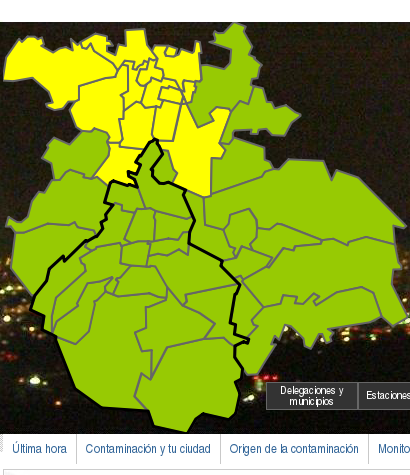 Delegaciones y
municipios
Estaciones
Última hora
Contaminación y tu ciudad
Origen de la contaminación
Monito